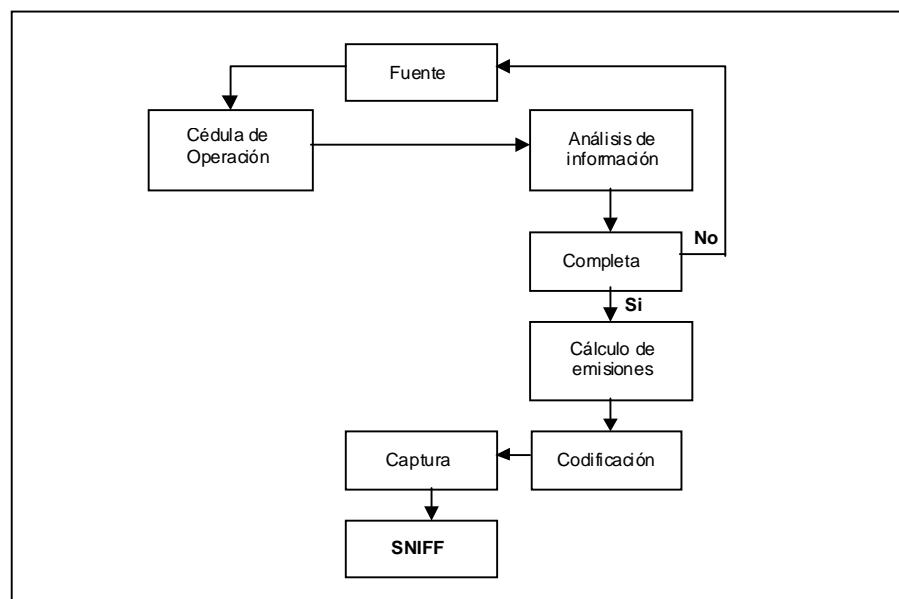 Fuente
Cédula de
Operación
Análisis de
información
No
Completa
Si
Cálculo de
emisiones
Captura
Codificación
SNIFF